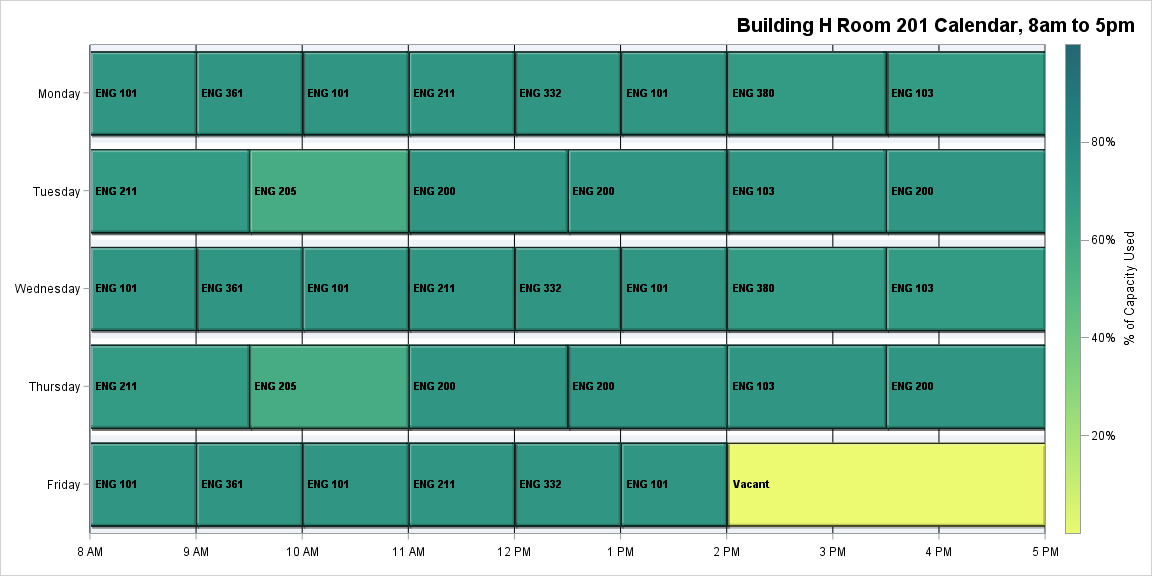 Building H Room 201 Calendar, 8am to 5pm
Monday ENG 101 ENG 361 ENG 101 ENG 211 ENG 332 ENG 101 ENG 380 ENG 103
Tuesday ENG 211 ENG 205 ENG 200 ENG 200 ENG 103 ENG 200
Wednesday ENG 101 ENG 361 ENG 101 ENG 211 ENG 332 ENG 101 ENG 380 ENG 103
Thursday ENG 211 ENG 205 ENG 200 ENG 200 ENG 103 ENG 200
Friday ENG 101 ENG 361 ENG 101 ENG 211 ENG 332 ENG 101 Vacant
8 AM 9 AM 10 AM 11 AM 12 PM 1 PM 2 PM 3 PM 4 PM 5 PM
80%
60%
40%
20%
% of Capacity Used